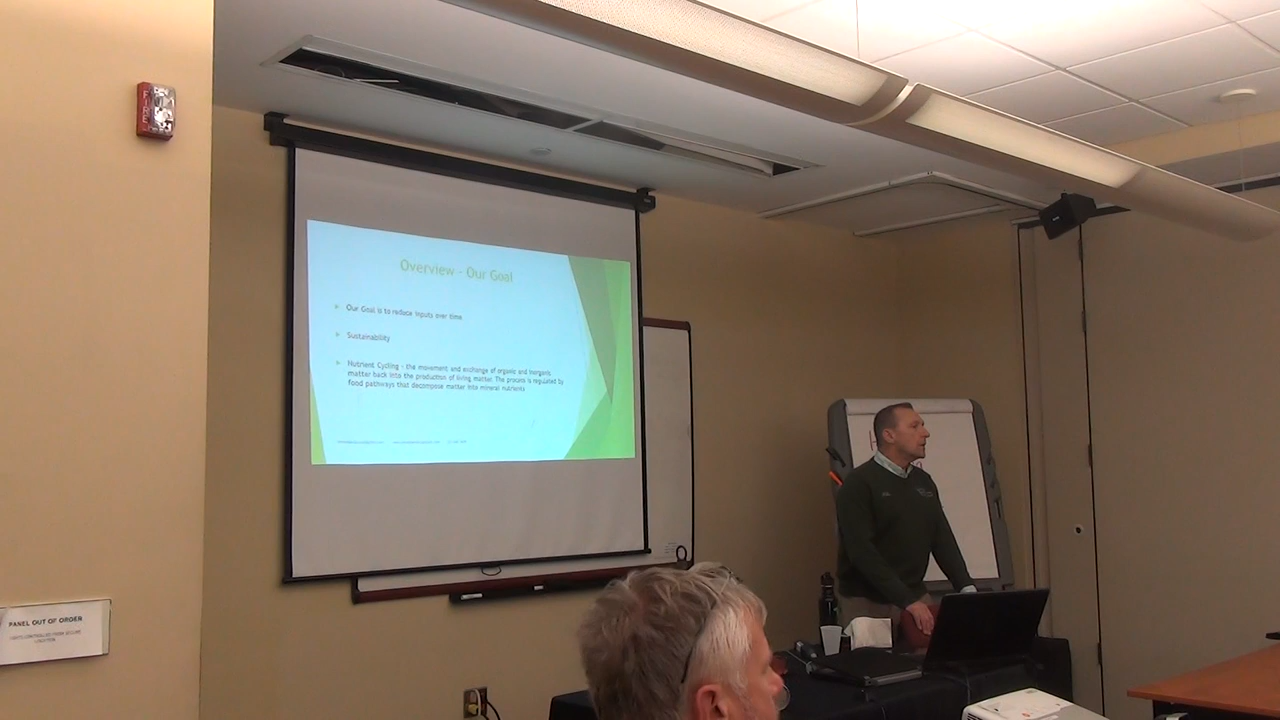 FIRE
Overview - Our Goal
Our Goal is to reduce inputs over time
Sustainability
Nutrient Cycling - the movement and exchange of organic and inorganic
matter back into the production of living matter. The process is regulated by
food pathways that decompose matter into mineral nutrients
PANEL OUT OF ORDER
LOCATION